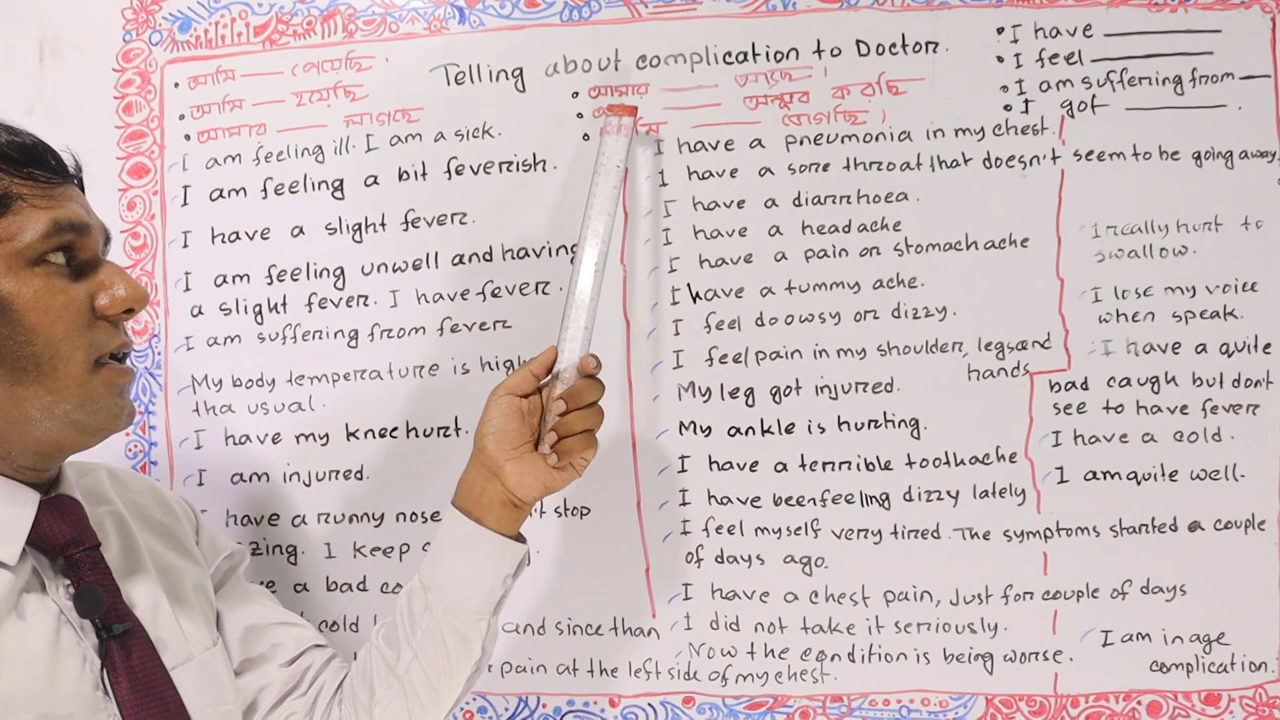 Telling about complication to Doctor.
• আমি — পেয়েছি।
• আমি — হয়েছি
• আমার — লাগছে
• আমার — আছে।
• — অনুভব করছি
• — ভোগছি।
• I have —
• I feel —
• I am suffering from —
• I got — .
I am feeling ill. I am a sick.
I am feeling a bit feverish.
I have a slight fever.
I am feeling unwell and having
a slight fever. I have fever.
I am suffering from fever
My body temperature is high
tha usual.
I have my knee hurt.
I am injured.
have a runny nose stop
zing. I keep
a bad
cold and since than
pain at the left side of my chest.
I have a pneumonia in my chest.
I have a sore throat that doesn't seem to be going away.
I have a diarrhoea.
I have a headache
I have a pain or stomach ache
I have a tummy ache.
I feel doowsy or dizzy.
I feel pain in my shoulder, legs and
hands
My leg got injured.
My ankle is hurting.
I have a terrible toothache
I have been feeling dizzy lately
I feel myself very tired. The symptoms started a couple
of days ago.
I have a chest pain, Just for couple of days
I did not take it seriously.
Now the condition is being worse.
I really hurt to
swallow.
I lose my voice
when speak.
I have a quite
bad caugh but don't
see to have fever
I have a cold.
I am quite well.
I am in age
complication.